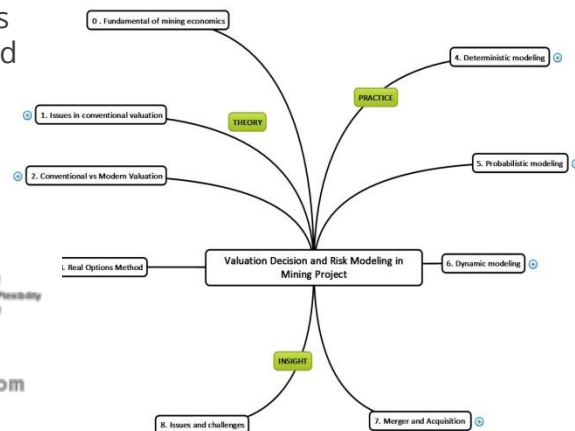 s
d
0 . Fundamental of mining economics
4. Deterministic modeling
PRACTICE
1. Issues in conventional valuation
THEORY
2. Conventional vs Modern Valuation
5. Probabilistic modeling
. Real Options Method
Valuation Decision and Risk Modeling in
Mining Project
6. Dynamic modeling
Flexibility
om
INSIGHT
8. Issues and challenges
7. Merger and Acquisition